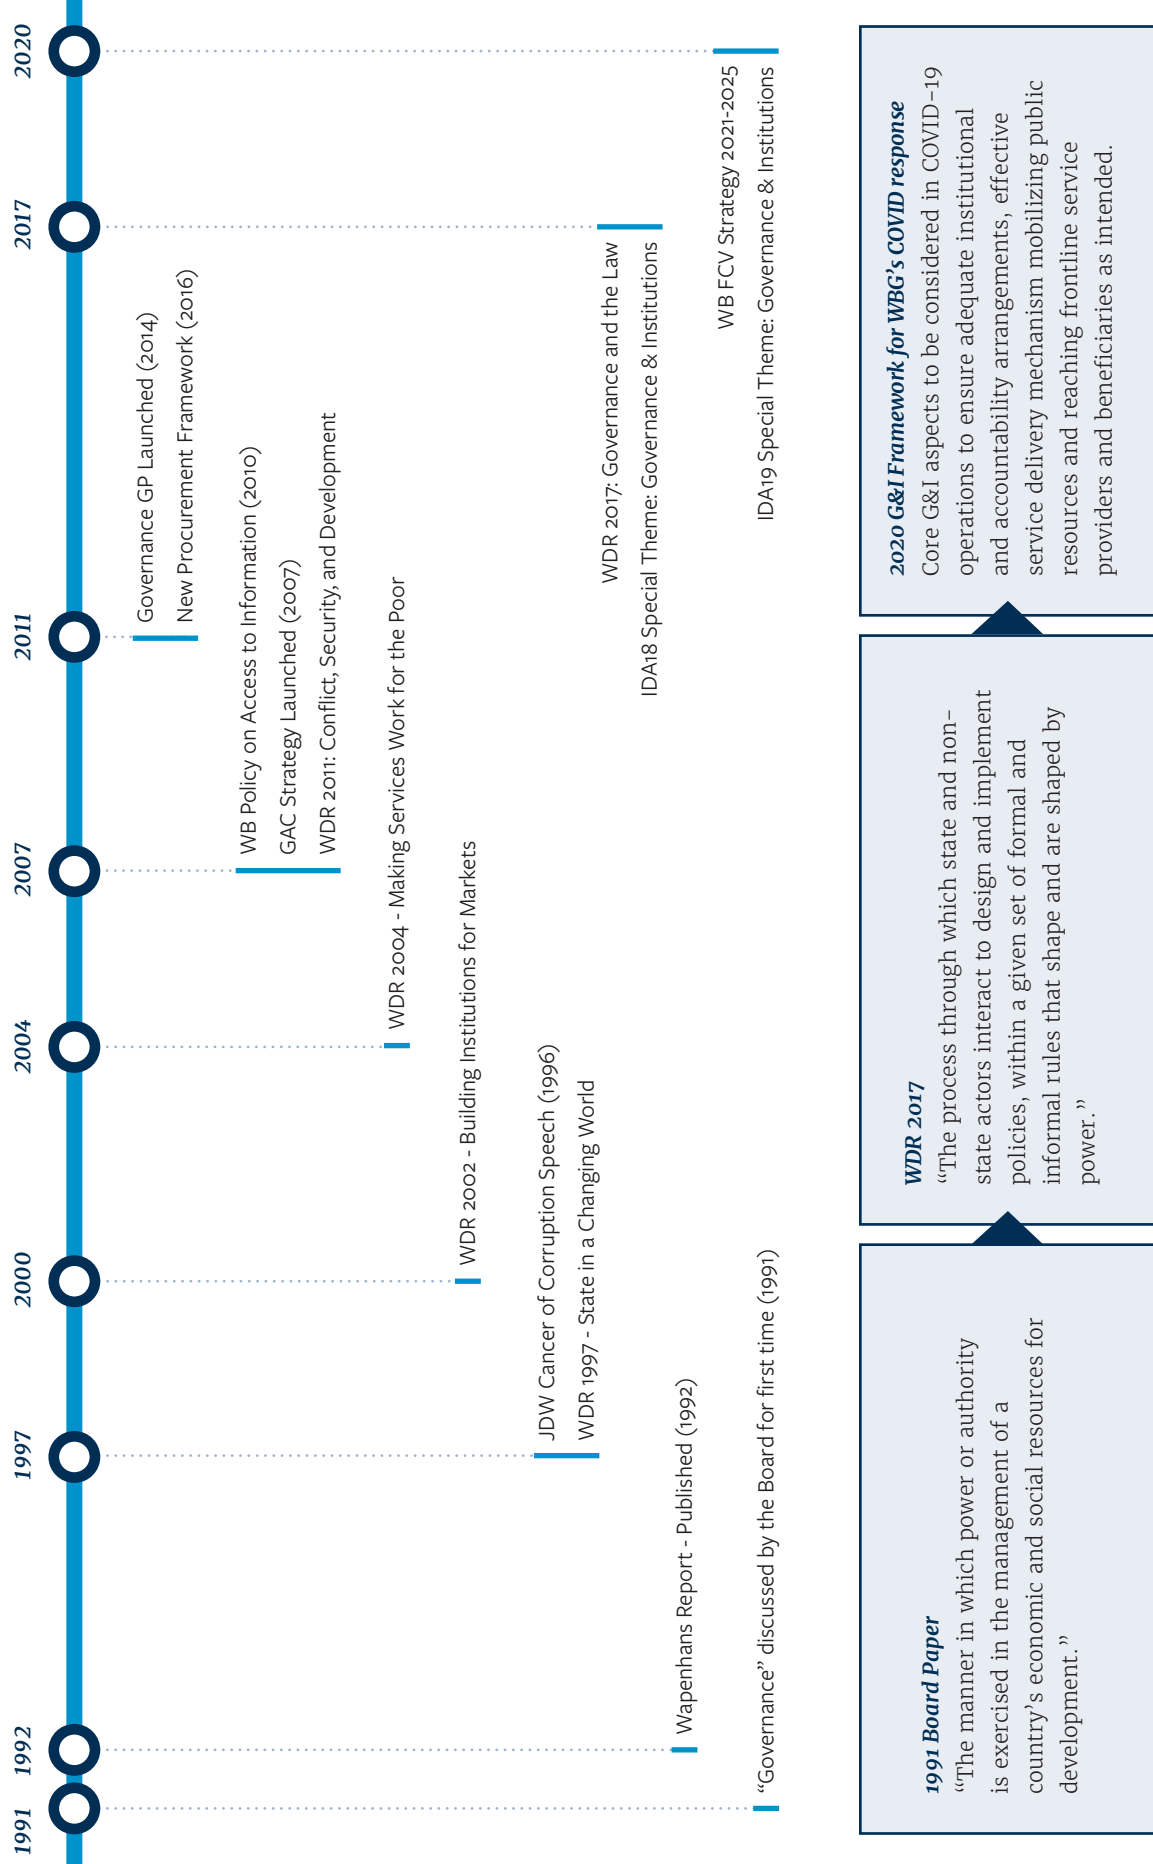 1991
1992
1997
2000
2004
2007
2011
2017
2020
Governance GP Launched (2014)
New Procurement Framework (2016)
WB Policy on Access to Information (2010)
GAC Strategy Launched (2007)
WDR 2011: Conflict, Security, and Development
WDR 2004 - Making Services Work for the Poor
WDR 2002 - Building Institutions for Markets
JDW Cancer of Corruption Speech (1996)
WDR 1997 - State in a Changing World
WDR 2017: Governance and the Law
IDA18 Special Theme: Governance & Institutions
Wapenhans Report - Published (1992)
WB FCV Strategy 2021-2025
IDA19 Special Theme: Governance & Institutions
“Governance” discussed by the Board for first time (1991)
1991 Board Paper
“The manner in which power or authority
is exercised in the management of a
country’s economic and social resources for
development.”
WDR 2017
“The process through which state and non-
state actors interact to design and implement
policies, within a given set of formal and
informal rules that shape and are shaped by
power.”
2020 G&I Framework for WBG’s COVID response
Core G&I aspects to be considered in COVID-19
operations to ensure adequate institutional
and accountability arrangements, effective
service delivery mechanism mobilizing public
resources and reaching frontline service
providers and beneficiaries as intended.